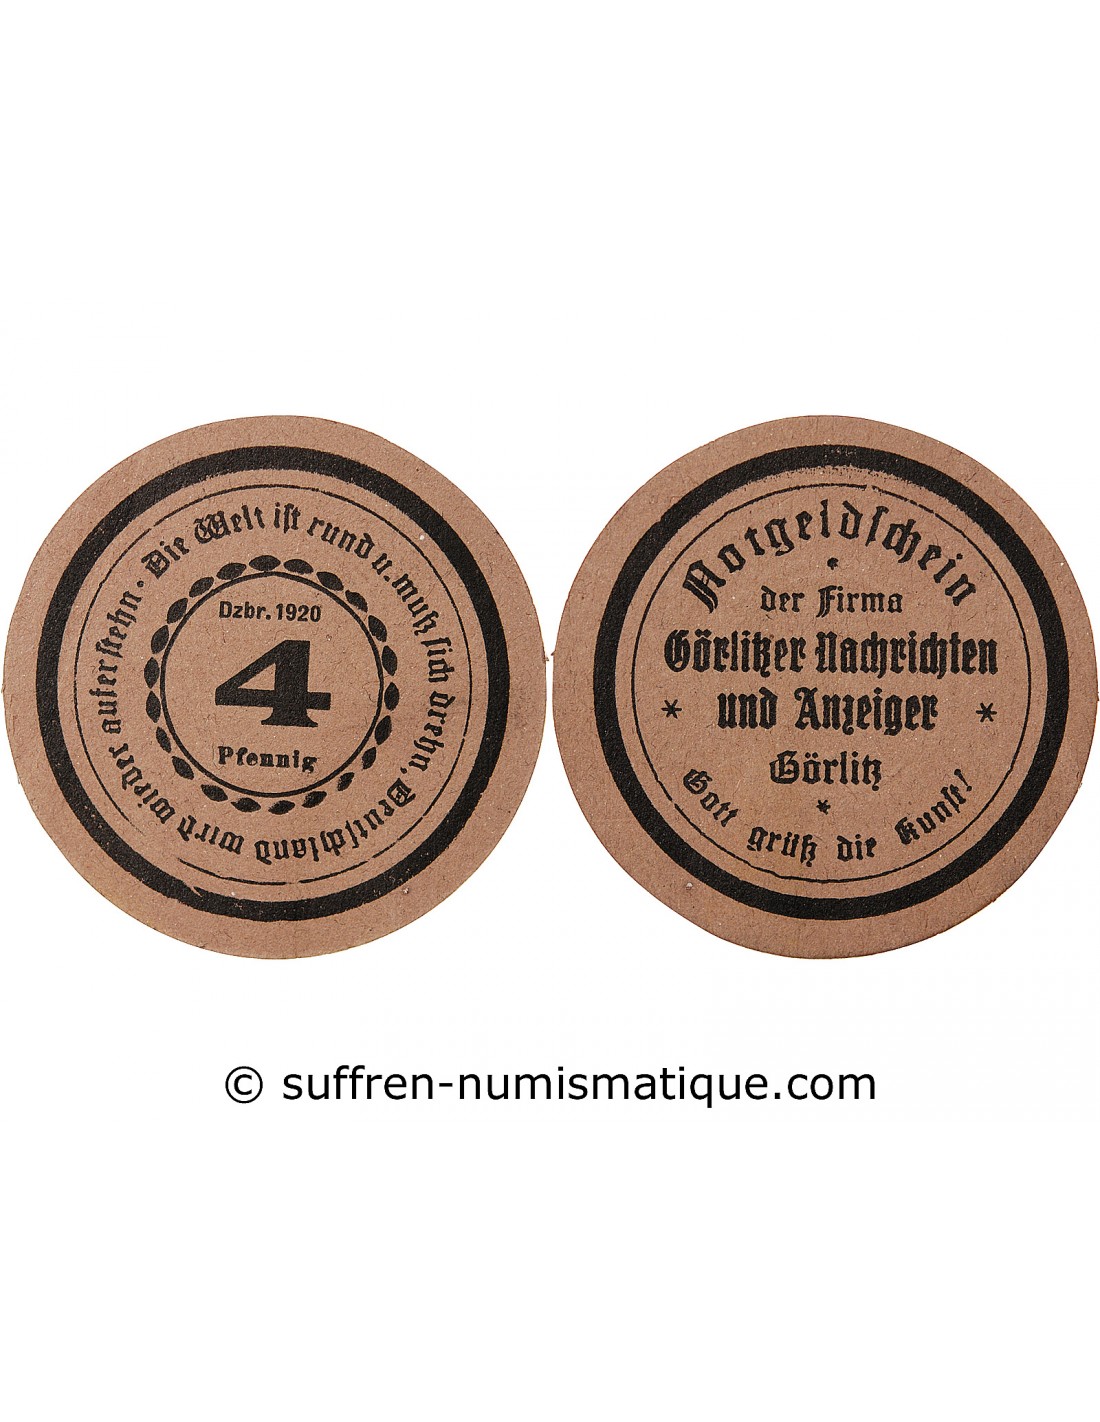 Die Welt ist rund u. muß sich drehn, Deutschland wird wieder auferstehn ·
Dzbr. 1920
4
Pfennig
Notgeldschein
der Firma
Görlitzer Nachrichten
und Anzeiger
Görlitz
Gott grüß die Kunst!
© suffren-numismatique.com